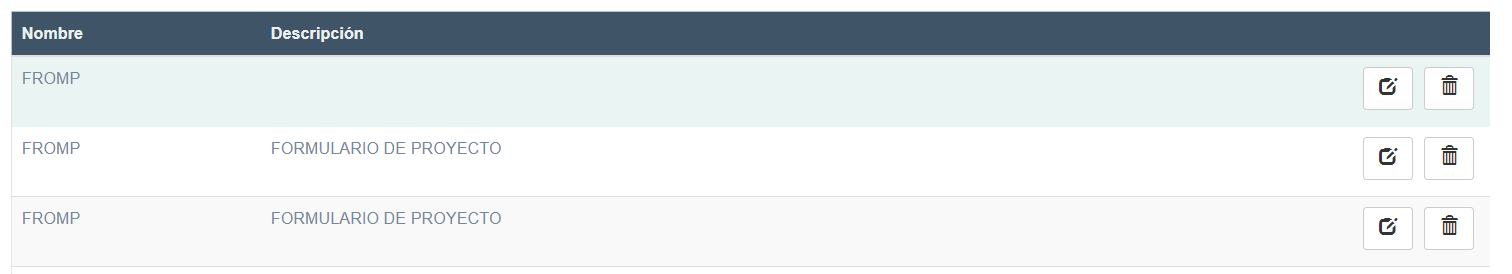 Nombre Descripción
FROMP
FROMP FORMULARIO DE PROYECTO
FROMP FORMULARIO DE PROYECTO